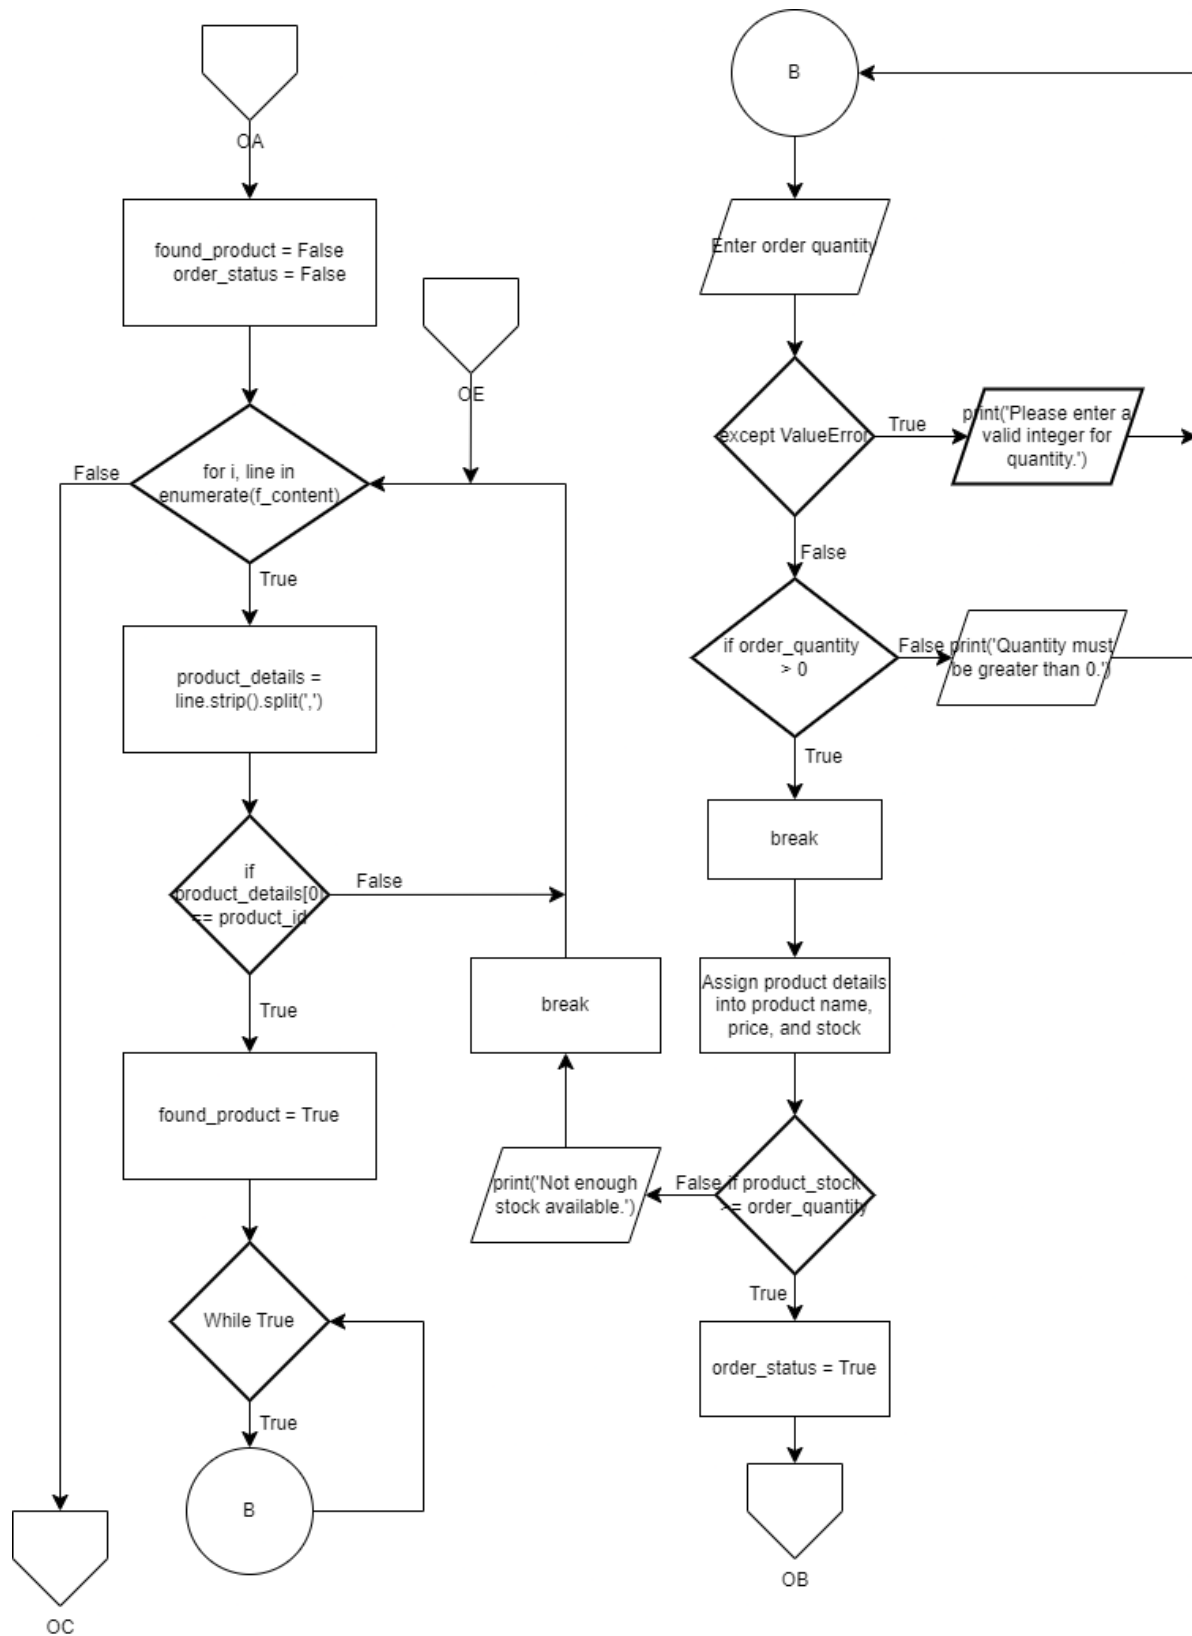 OA
found_product = False
order_status = False
OE
for i, line in
enumerate(f_content)
False
True
product_details =
line.strip().split(',')
if
product_details[0]
== product_id
False
True
found_product = True
While True
True
B
OC
break
print('Not enough
stock available.')
B
Enter order quantity
except ValueError
True
print('Please enter a
valid integer for
quantity.')
False
if order_quantity
> 0
False
print('Quantity must
be greater than 0.')
True
break
Assign product details
into product name,
price, and stock
False
if product_stock
>= order_quantity
True
order_status = True
OB